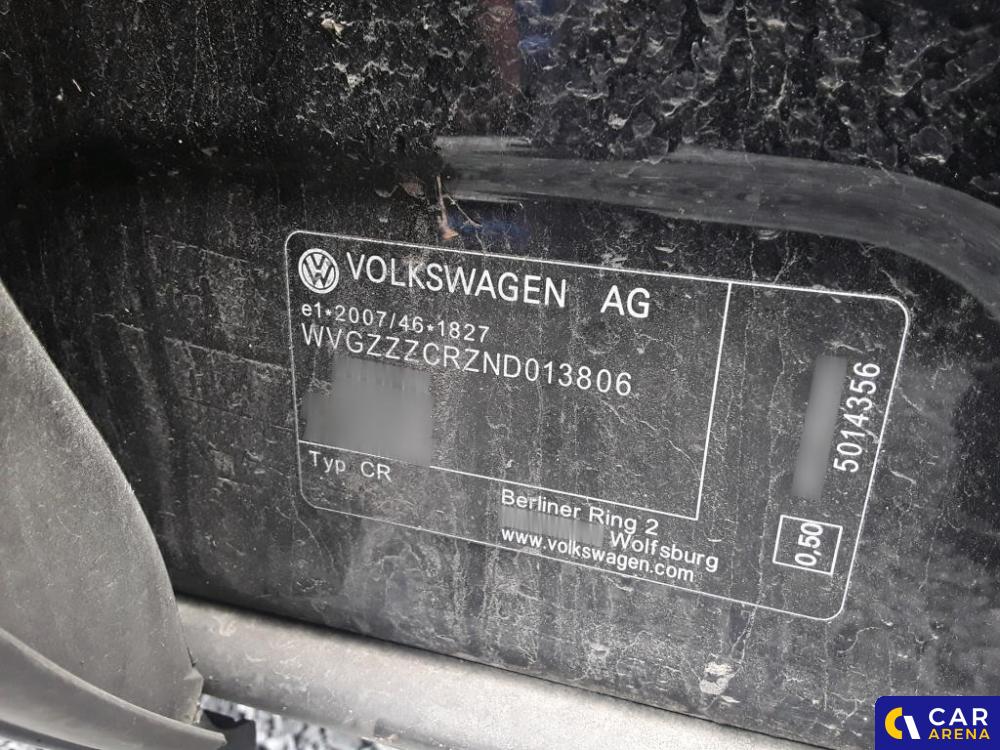 VOLKSWAGEN AG
e1*2007/46*1827
WVGZZZCRZND013806
Typ CR
Berliner Ring 2
Wolfsburg
www.volkswagen.com
5014356
0,50
CAR
ARENA